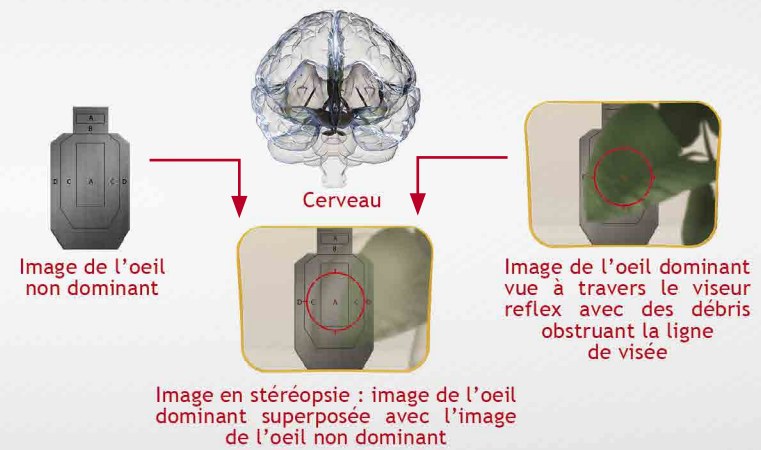 Cerveau
A
B
D C A C D
Image de l'oeil
non dominant
A
B
D C A C D
Image de l'oeil dominant
vue à travers le viseur
reflex avec des débris
obstruant la ligne
de visée
Image en stéréopsie : image de l'oeil
dominant superposée avec l'image
de l'oeil non dominant